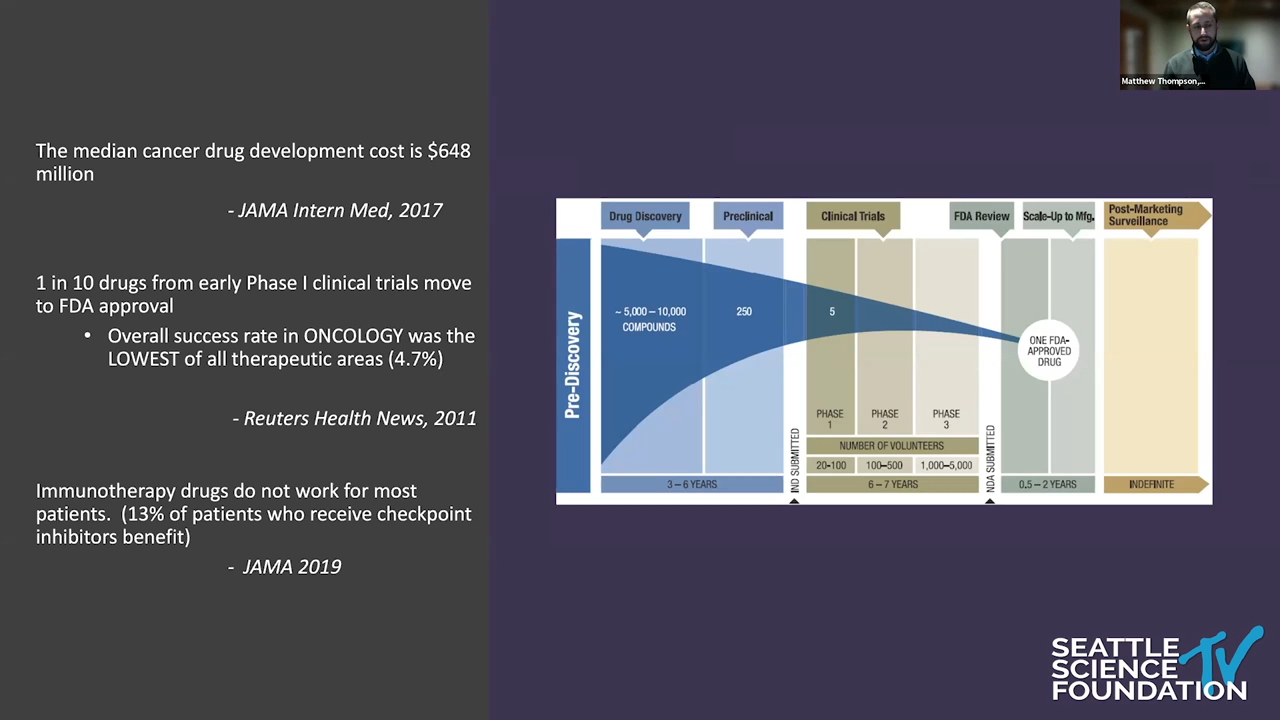 Matthew Thompson,...
The median cancer drug development cost is $648
million
- JAMA Intern Med, 2017
1 in 10 drugs from early Phase I clinical trials move
to FDA approval
• Overall success rate in ONCOLOGY was the
LOWEST of all therapeutic areas (4.7%)
- Reuters Health News, 2011
Immunotherapy drugs do not work for most
patients. (13% of patients who receive checkpoint
inhibitors benefit)
- JAMA 2019
Drug Discovery
Preclinical
Clinical Trials
FDA Review
Scale-Up to Mfg.
Post-Marketing
Surveillance
Pre-Discovery
~ 5,000 – 10,000
COMPOUNDS
250
5
ONE FDA-
APPROVED
DRUG
PHASE
1
PHASE
2
PHASE
3
NUMBER OF VOLUNTEERS
20-100
100–500
1,000–5,000
IND SUBMITTED
NDA SUBMITTED
3 – 6 YEARS
6 – 7 YEARS
0.5 – 2 YEARS
INDEFINITE
SEATTLE
SCIENCE TV
FOUNDATION